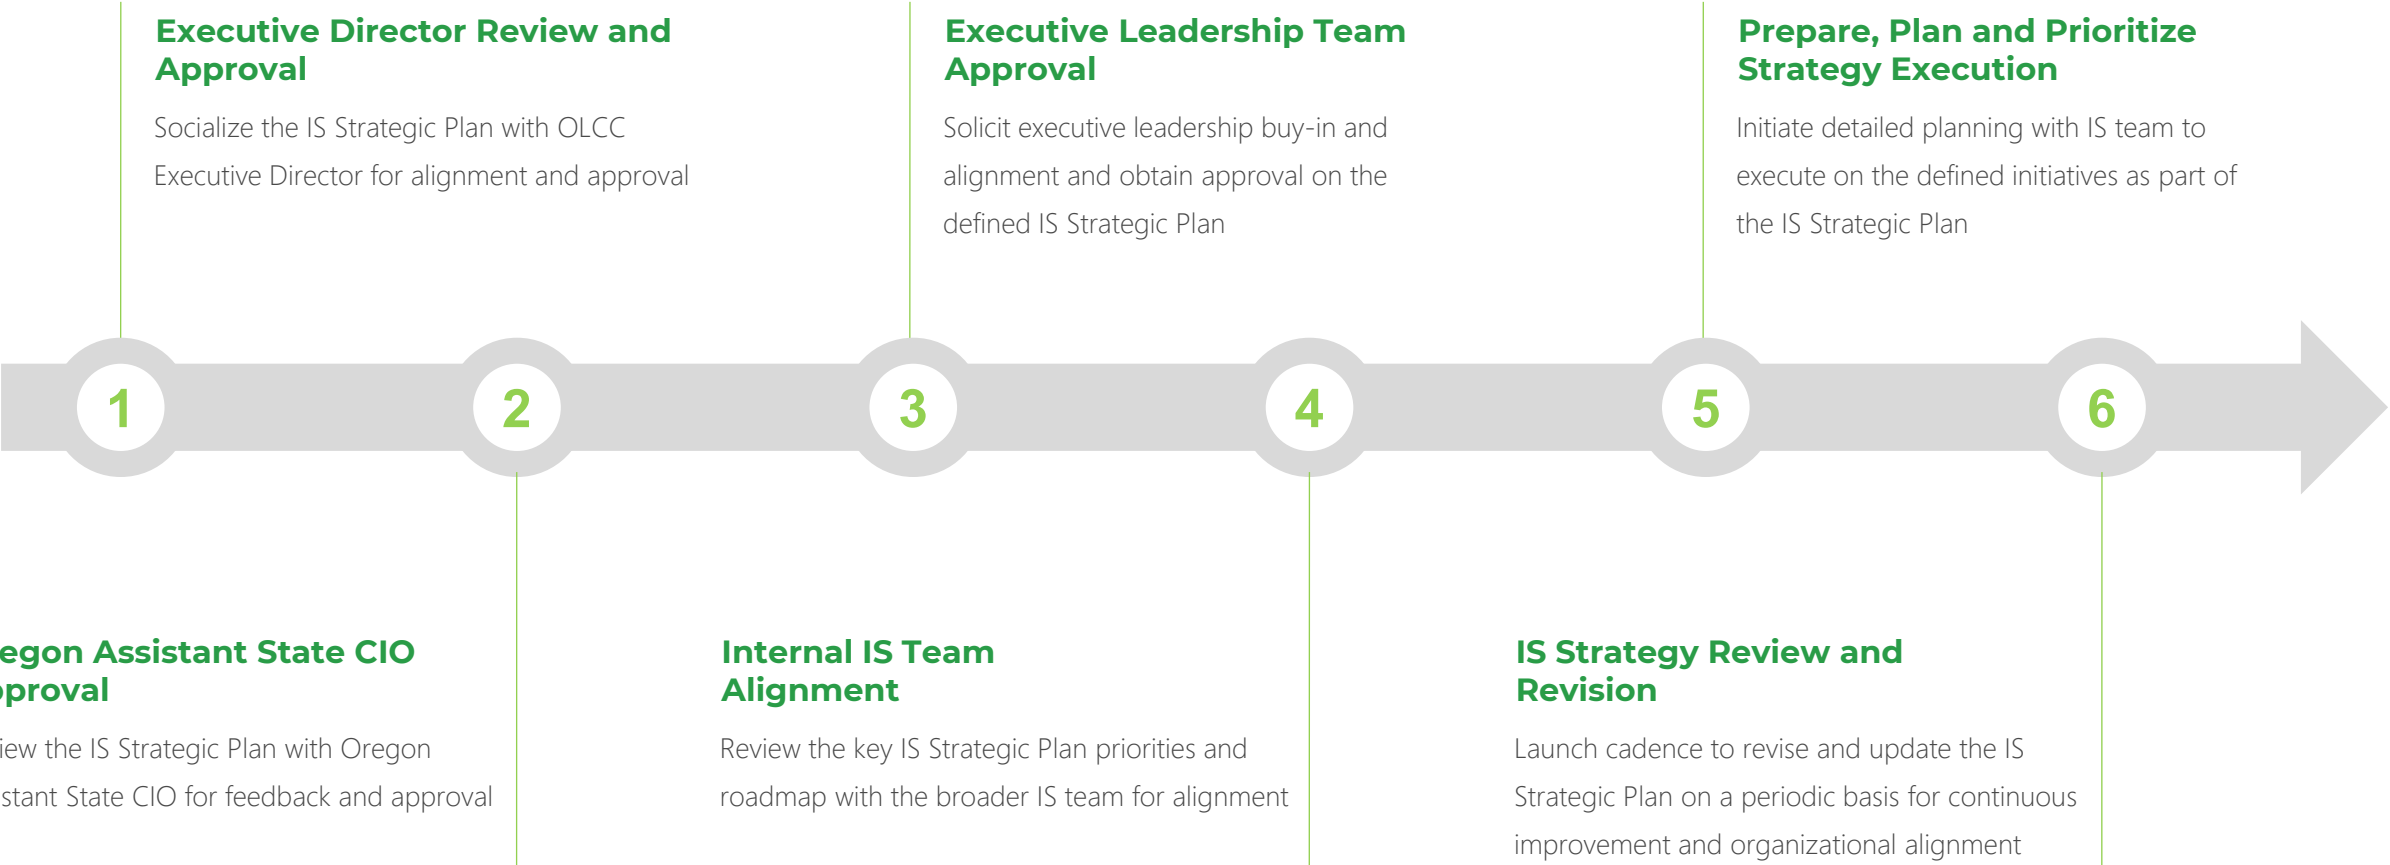 Executive Director Review and
Approval
Socialize the IS Strategic Plan with OLCC
Executive Director for alignment and approval
Executive Leadership Team
Approval
Solicit executive leadership buy-in and
alignment and obtain approval on the
defined IS Strategic Plan
Prepare, Plan and Prioritize
Strategy Execution
Initiate detailed planning with IS team to
execute on the defined initiatives as part of
the IS Strategic Plan
1
2
3
4
5
6
egon Assistant State CIO
proval
iew the IS Strategic Plan with Oregon
stant State CIO for feedback and approval
Internal IS Team
Alignment
Review the key IS Strategic Plan priorities and
roadmap with the broader IS team for alignment
IS Strategy Review and
Revision
Launch cadence to revise and update the IS
Strategic Plan on a periodic basis for continuous
improvement and organizational alignment